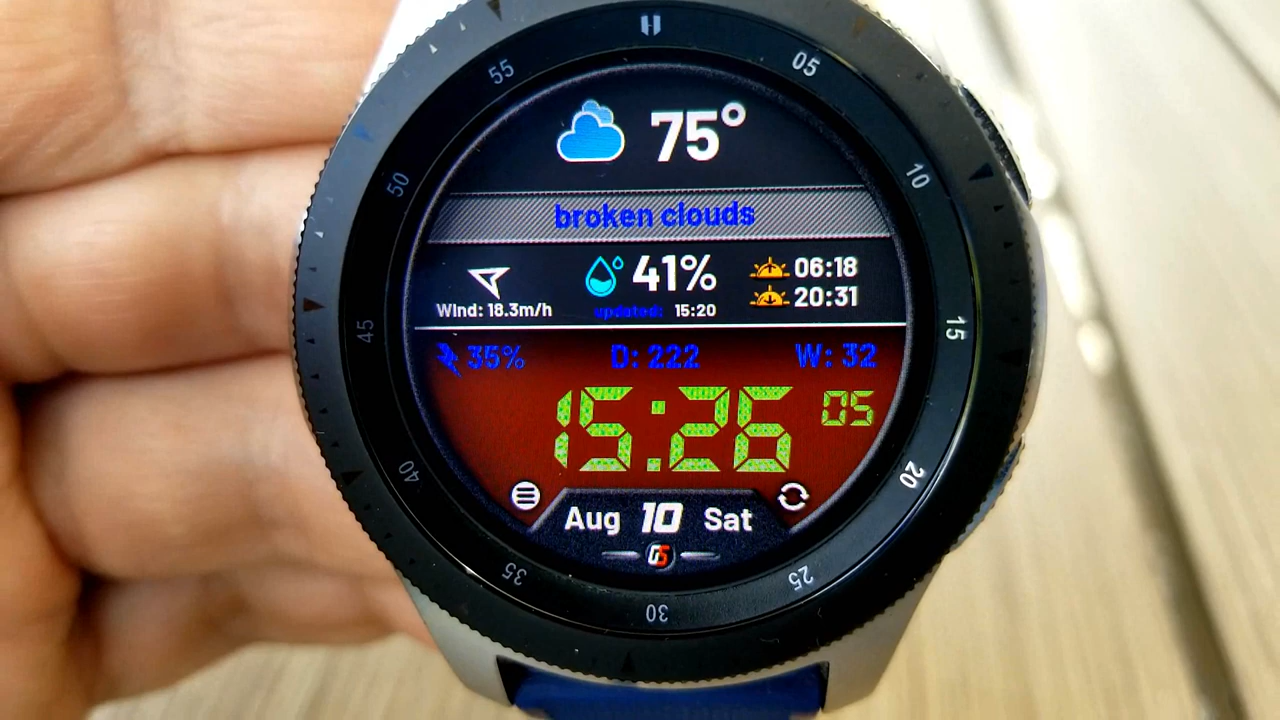 55
05
50
10
45
15
40
20
35
25
30
75°
broken clouds
41%
06:18
Wind: 18.3m/h
updated: 15:20
20:31
35% D: 222 W: 32
15:26 05
Aug 10 Sat
GS